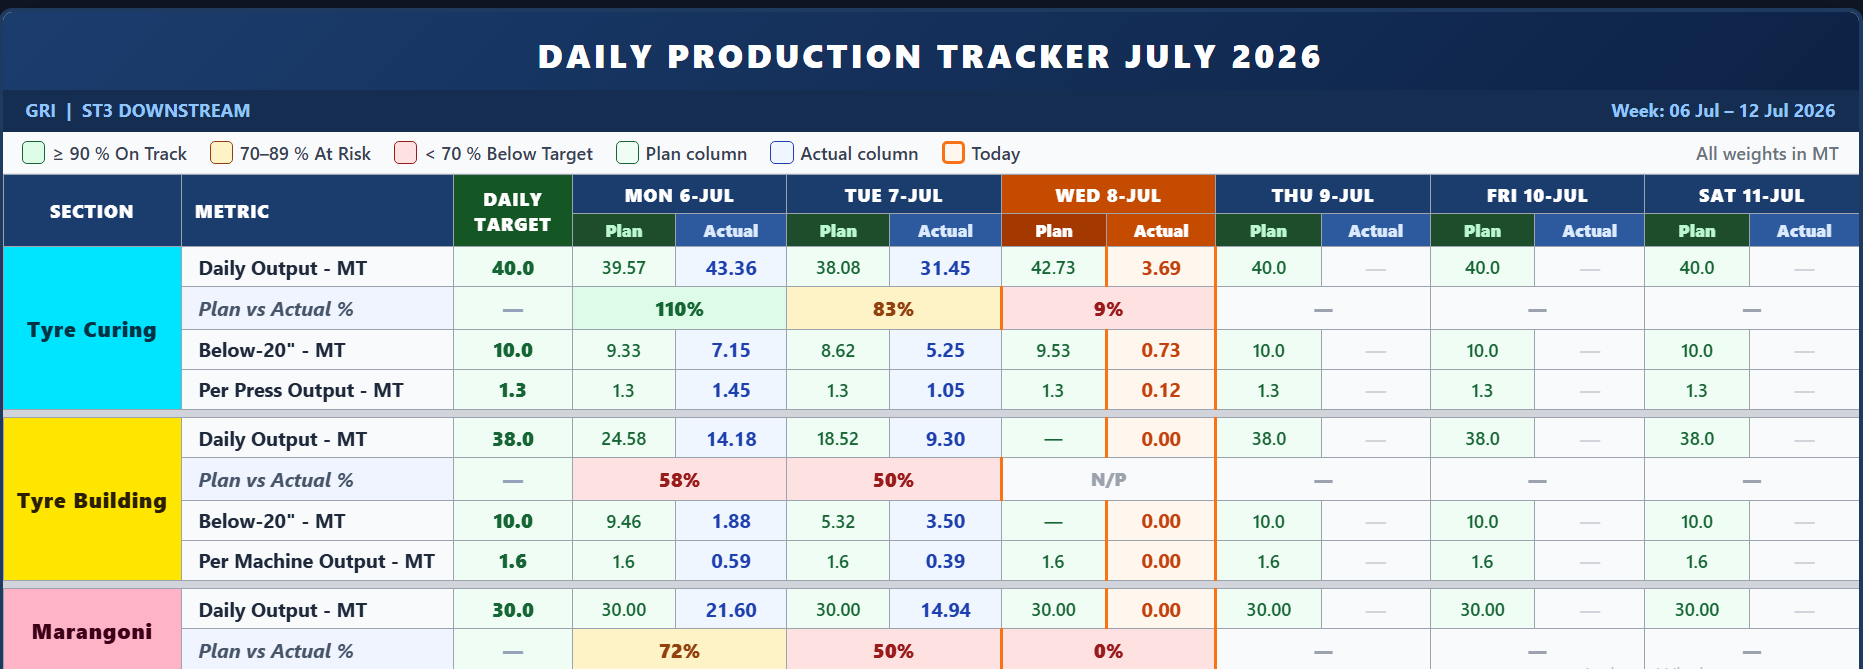 DAILY PRODUCTION TRACKER JULY 2026
GRI | ST3 DOWNSTREAM Week: 06 Jul – 12 Jul 2026
≥ 90 % On Track 70–89 % At Risk < 70 % Below Target Plan column Actual column Today All weights in MT
SECTION METRIC DAILY TARGET MON 6-JUL TUE 7-JUL WED 8-JUL THU 9-JUL FRI 10-JUL SAT 11-JUL
Plan Actual Plan Actual Plan Actual Plan Actual Plan Actual Plan Actual
Tyre Curing
Daily Output - MT 40.0 39.57 43.36 38.08 31.45 42.73 3.69 40.0 — 40.0 — 40.0 —
Plan vs Actual % — 110% 83% 9% — — —
Below-20" - MT 10.0 9.33 7.15 8.62 5.25 9.53 0.73 10.0 — 10.0 — 10.0 —
Per Press Output - MT 1.3 1.3 1.45 1.3 1.05 1.3 0.12 1.3 — 1.3 — 1.3 —
Tyre Building
Daily Output - MT 38.0 24.58 14.18 18.52 9.30 — 0.00 38.0 — 38.0 — 38.0 —
Plan vs Actual % — 58% 50% N/P — — —
Below-20" - MT 10.0 9.46 1.88 5.32 3.50 — 0.00 10.0 — 10.0 — 10.0 —
Per Machine Output - MT 1.6 1.6 0.59 1.6 0.39 1.6 0.00 1.6 — 1.6 — 1.6 —
Marangoni
Daily Output - MT 30.0 30.00 21.60 30.00 14.94 30.00 0.00 30.00 — 30.00 — 30.00 —
Plan vs Actual % — 72% 50% 0% — — —